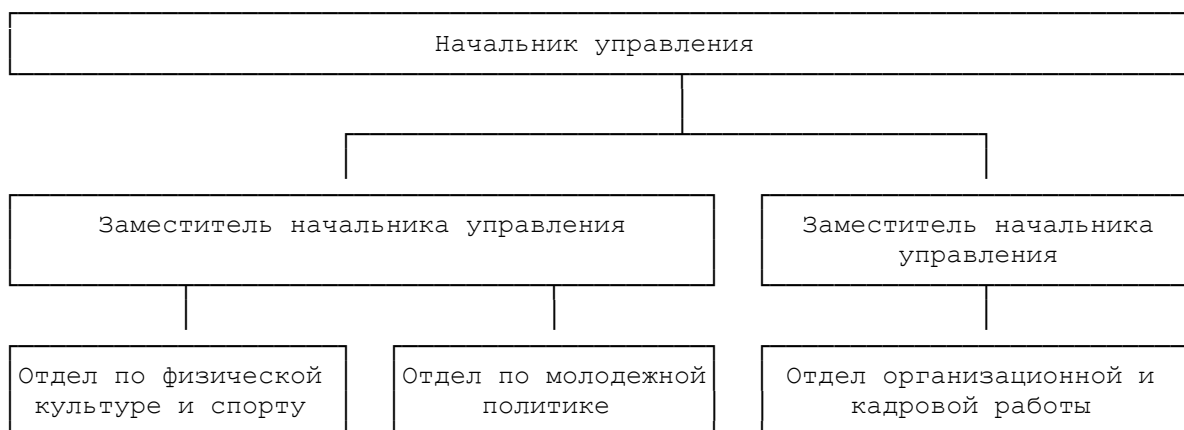 Начальник управления
Заместитель начальника управления
Заместитель начальника
управления
Отдел по физической
культуре и спорту
Отдел по молодежной
политике
Отдел организационной и
кадровой работы